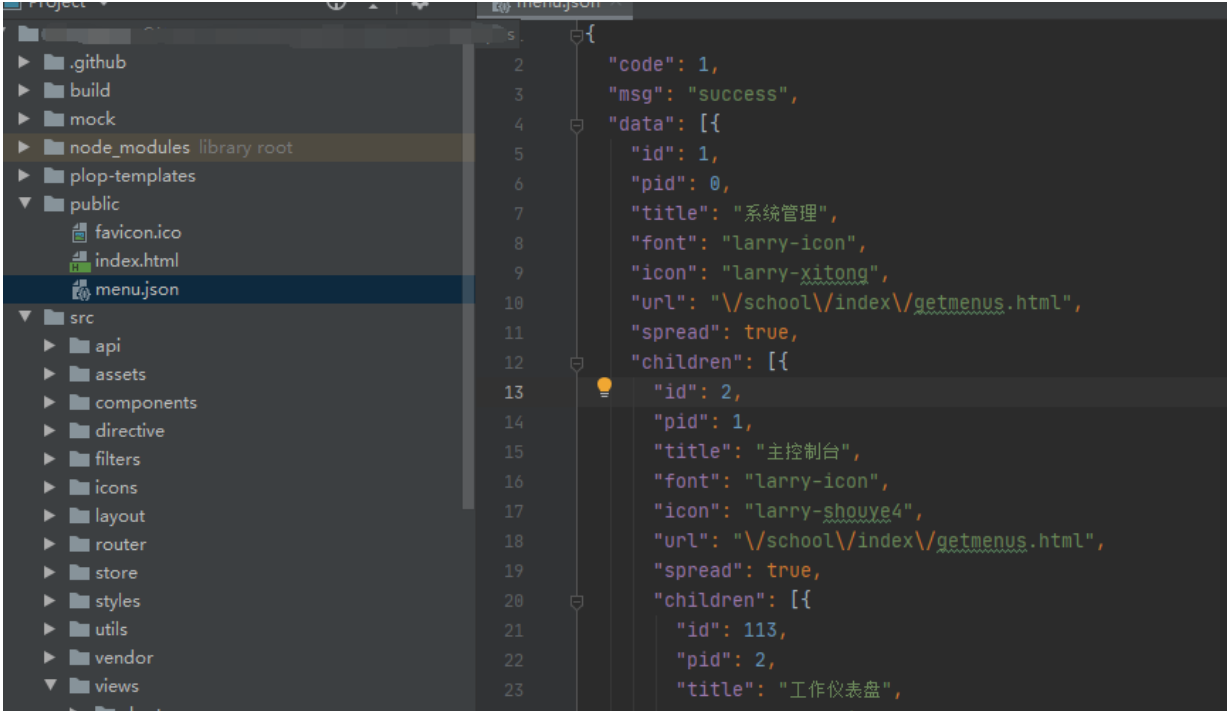 Project
menu.json
.github
build
mock
node_modules library root
plop-templates
public
favicon.ico
index.html
menu.json
src
api
assets
components
directive
filters
icons
layout
router
store
styles
utils
vendor
views
{
2 "code": 1,
3 "msg": "success",
4 "data": [{
5 "id": 1,
6 "pid": 0,
7 "title": "系统管理",
8 "font": "larry-icon",
9 "icon": "larry-xitong",
10 "url": "\/school\/index\/getmenus.html",
11 "spread": true,
12 "children": [{
13 "id": 2,
14 "pid": 1,
15 "title": "主控制台",
16 "font": "larry-icon",
17 "icon": "larry-shouye4",
18 "url": "\/school\/index\/getmenus.html",
19 "spread": true,
20 "children": [{
21 "id": 113,
22 "pid": 2,
23 "title": "工作仪表盘",